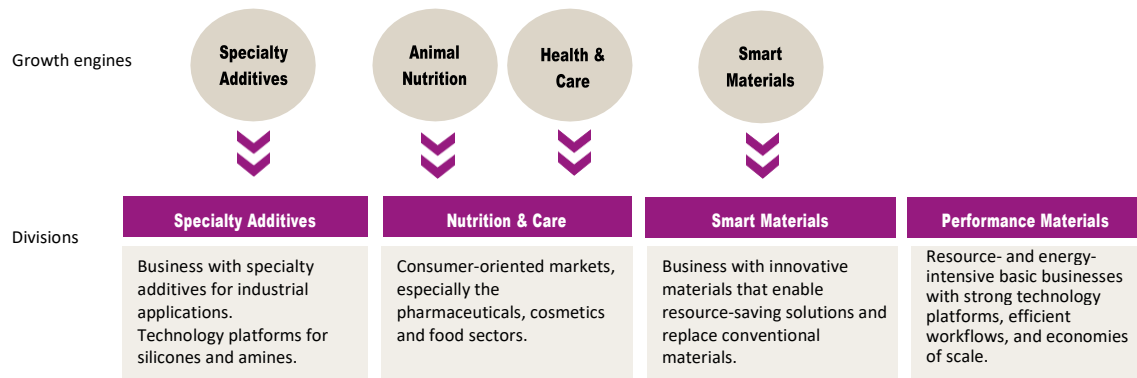 Growth engines
Specialty
Additives
Animal
Nutrition
Health &
Care
Smart
Materials
Divisions
Specialty Additives
Business with specialty
additives for industrial
applications.
Technology platforms for
silicones and amines.
Nutrition & Care
Consumer-oriented markets,
especially the
pharmaceuticals, cosmetics
and food sectors.
Smart Materials
Business with innovative
materials that enable
resource-saving solutions and
replace conventional
materials.
Performance Materials
Resource- and energy-
intensive basic businesses
with strong technology
platforms, efficient
workflows, and economies
of scale.